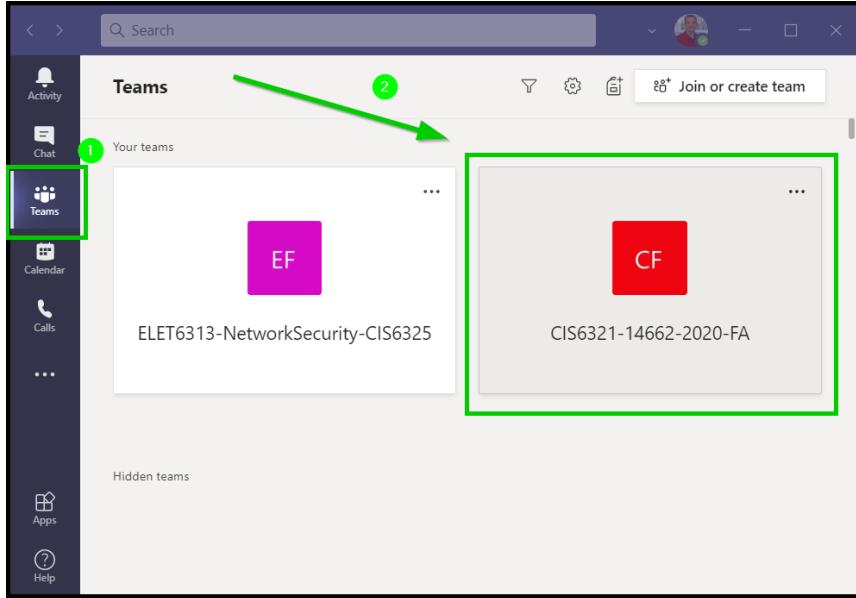 Search
Activity
Chat
Teams
Calendar
Calls
Apps
Help
Teams
Join or create team
1
2
Your teams
EF
ELET6313-NetworkSecurity-CIS6325
CF
CIS6321-14662-2020-FA
Hidden teams